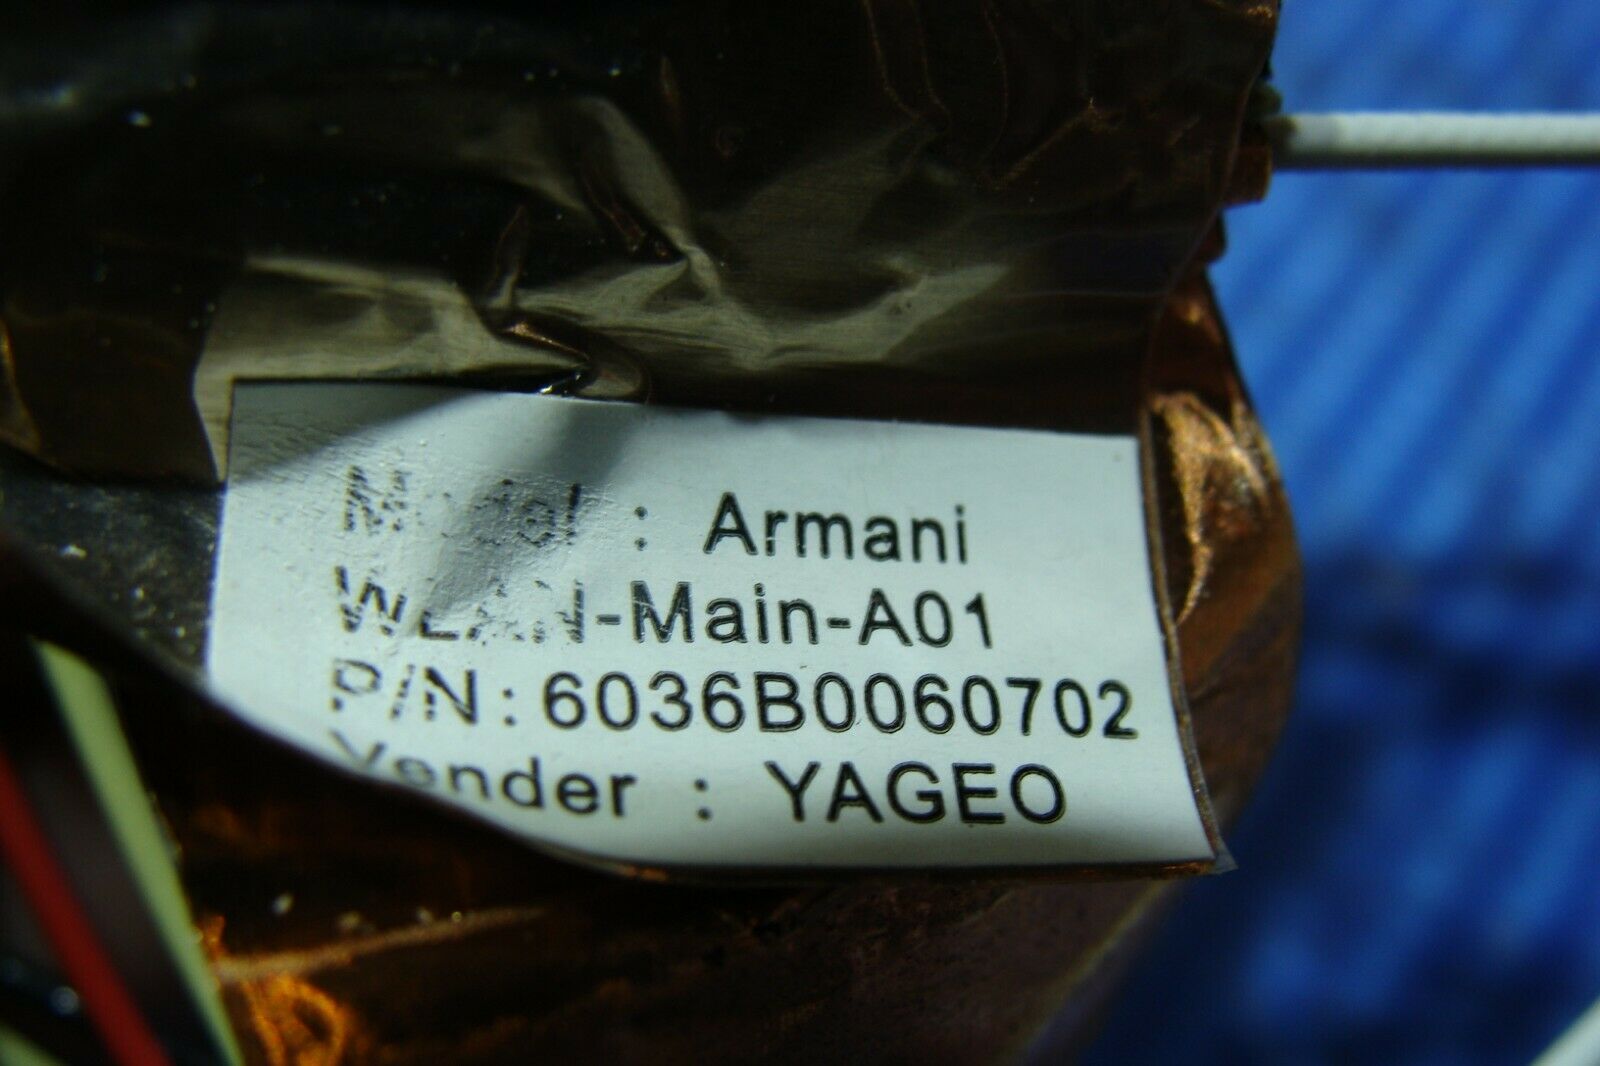 Model : Armani
WLAN-Main-A01
P/N:6036B0060702
Vender : YAGEO